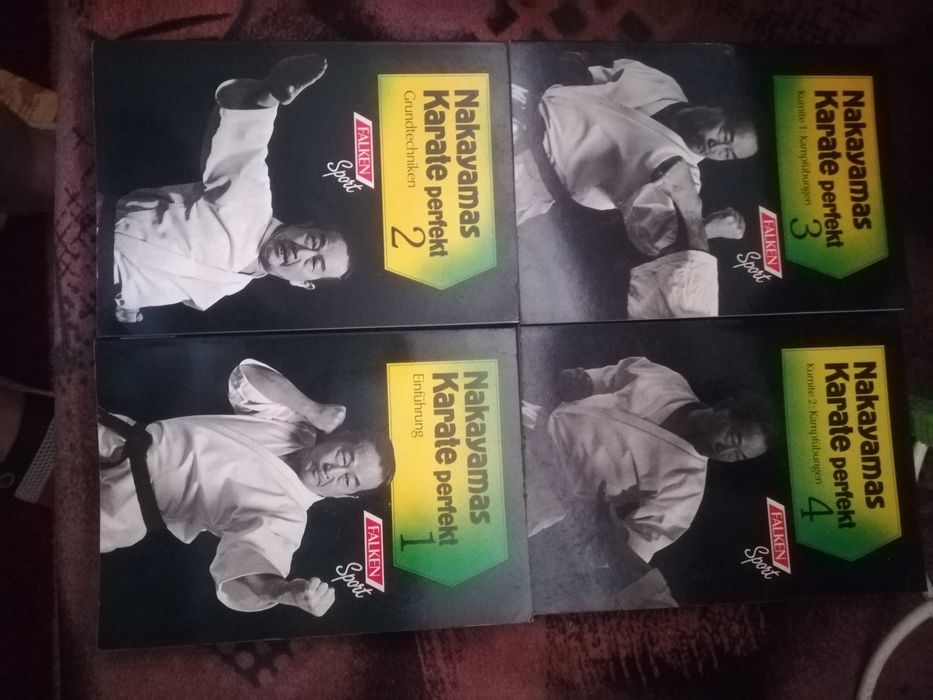 Nakayamas
Karate perfekt
Einführung
1
FALKEN
Sport
Nakayamas
Karate perfekt
Grundtechniken
2
FALKEN
Sport
Nakayamas
Karate perfekt
Kumite 1: Kampfübungen
3
FALKEN
Sport
Nakayamas
Karate perfekt
Kumite 2: Kampfübungen
4
FALKEN
Sport